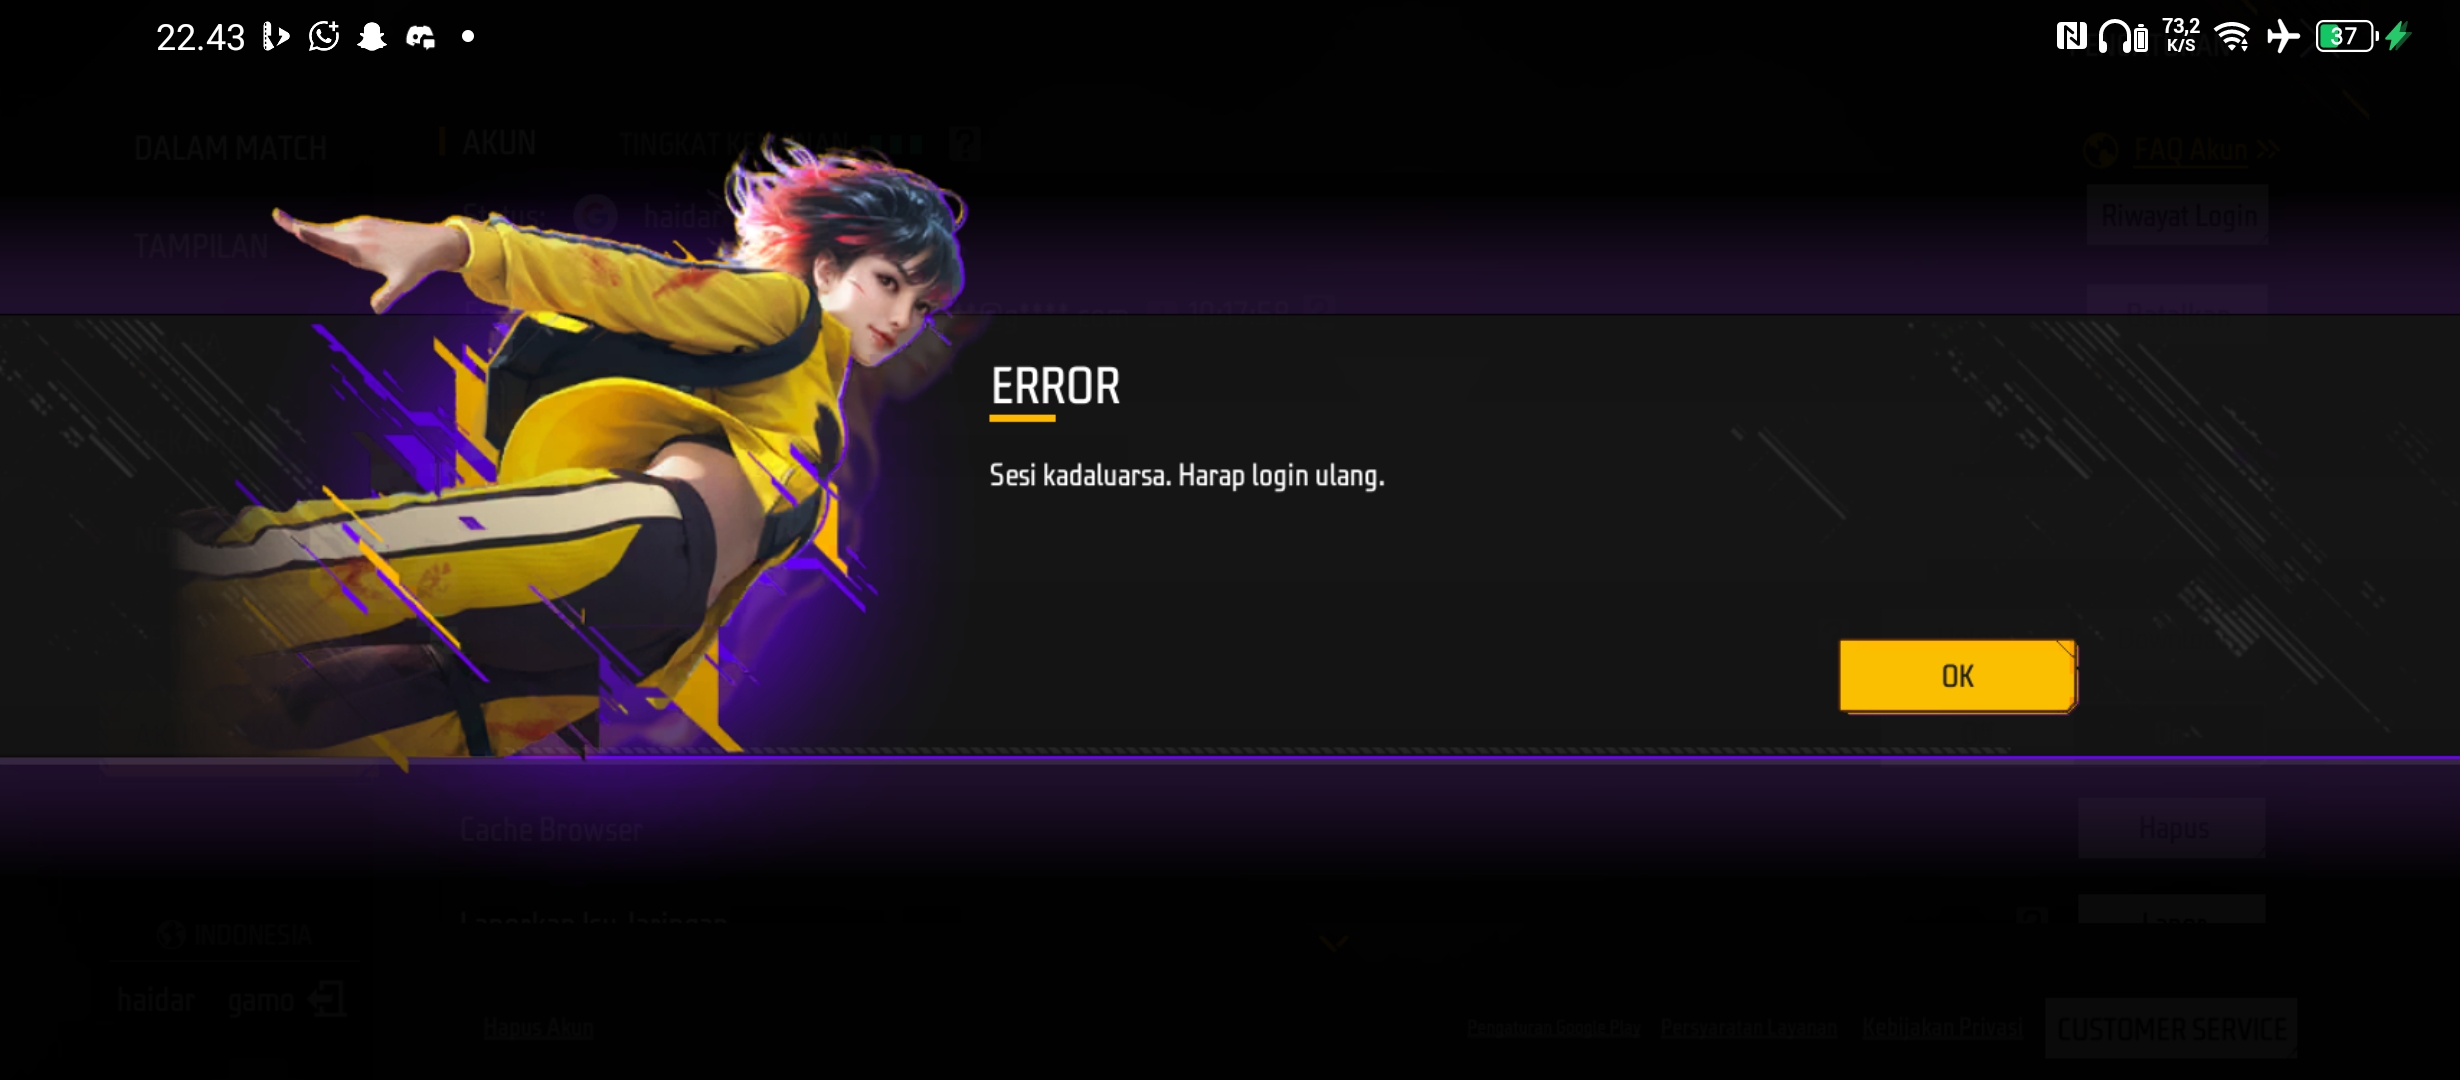 22.43
73,2
K/S
37
DALAM MATCH
AKUN
TINGKAT
?
FAQ Akun >>
Status:
haidar
Riwayat Login
TAMPILAN
ERROR
Sesi kadaluarsa. Harap login ulang.
OK
Cache Browser
Hapus
Laporkan Isu Jaringan
INDONESIA
haidar gamo
Hapus Akun
Pengaturan Google Play
Persyaratan Layanan
Kebijakan Privasi
CUSTOMER SERVICE